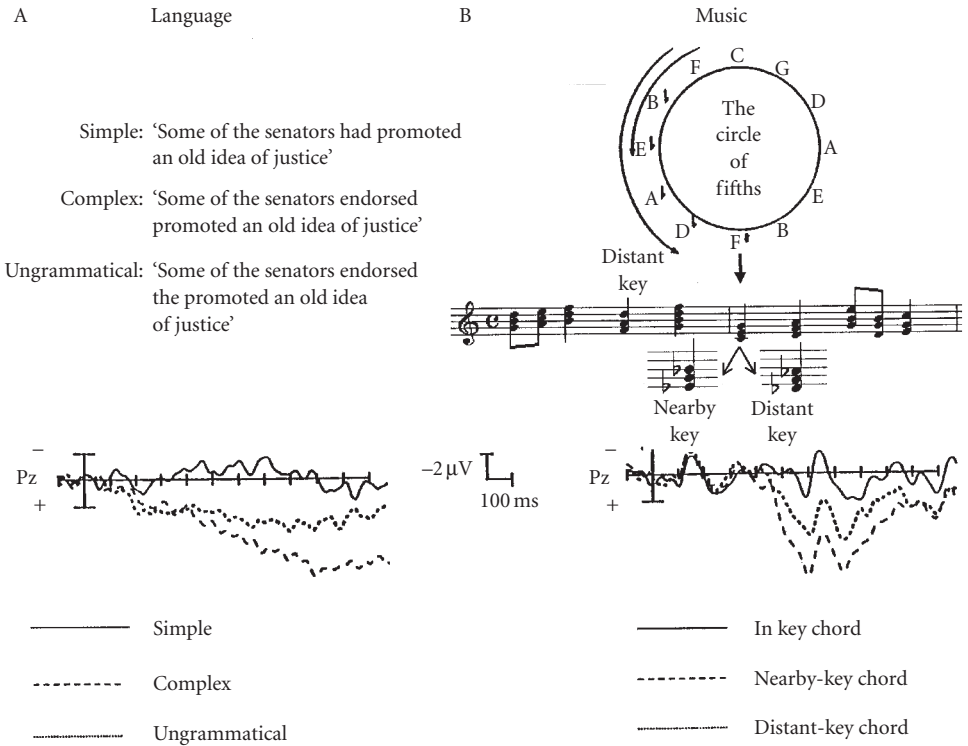 A
Language
Simple: ‘Some of the senators had promoted
an old idea of justice’
Complex: ‘Some of the senators endorsed
promoted an old idea of justice’
Ungrammatical: ‘Some of the senators endorsed
the promoted an old idea
of justice’
−
Pz
+
−2 μV
100 ms
Simple
Complex
Ungrammatical
B
Music
C
G
D
A
E
B
F♯
D♭
A♭
E♭
B♭
F
The
circle
of
fifths
Distant
key
Nearby
key
Distant
key
−
Pz
+
In key chord
Nearby-key chord
Distant-key chord